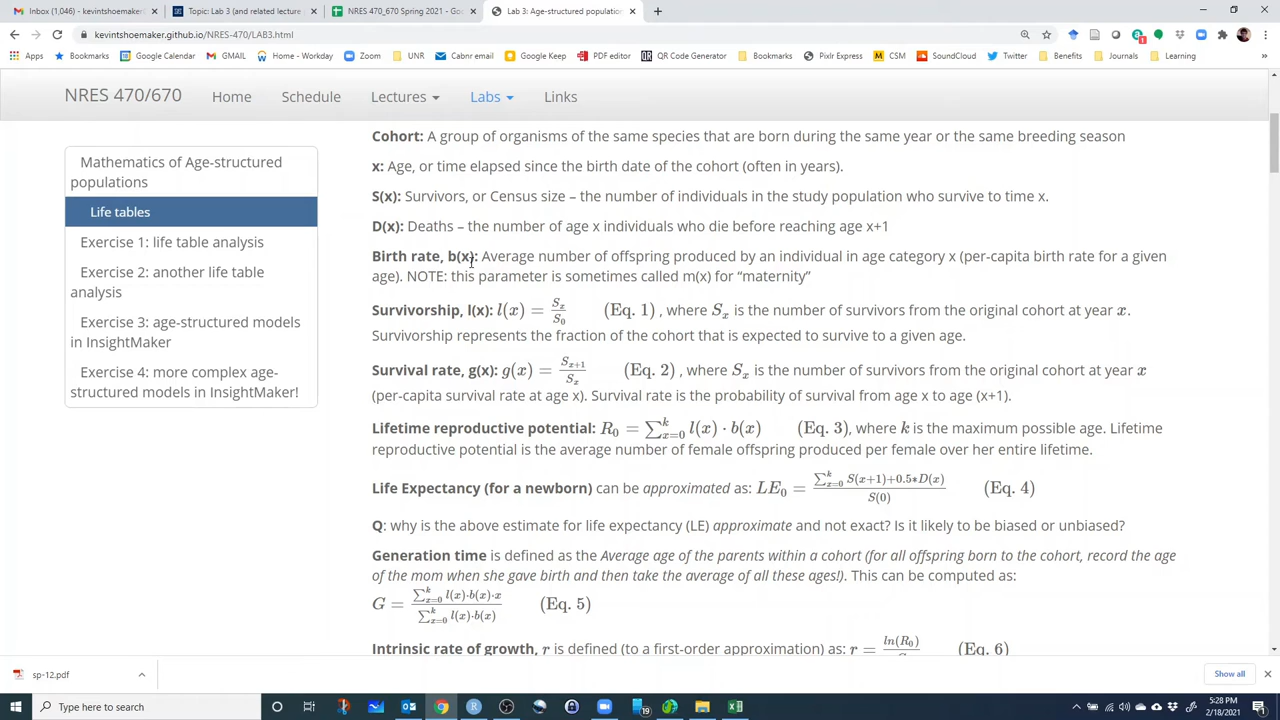 Inbox (1,046) - kevintshoemaker
Topic: Lab 3 (and related lecture
NRES 470_670 Spring 2021 - Goo
Lab 3: Age-structured population
kevintshoemaker.github.io/NRES-470/LAB3.html
Apps Bookmarks Google Calendar GMAIL Home - Workday Zoom UNR Cabnr email Google Keep PDF editor QR Code Generator Bookmarks Pixlr Express CSM SoundCloud Twitter Benefits Journals Learning
NRES 470/670 Home Schedule Lectures Labs Links
Mathematics of Age-structured
populations
Life tables
Exercise 1: life table analysis
Exercise 2: another life table
analysis
Exercise 3: age-structured models
in InsightMaker
Exercise 4: more complex age-
structured models in InsightMaker!
Cohort: A group of organisms of the same species that are born during the same year or the same breeding season
x: Age, or time elapsed since the birth date of the cohort (often in years).
S(x): Survivors, or Census size – the number of individuals in the study population who survive to time x.
D(x): Deaths – the number of age x individuals who die before reaching age x+1
Birth rate, b(x): Average number of offspring produced by an individual in age category x (per-capita birth rate for a given
age). NOTE: this parameter is sometimes called m(x) for “maternity”
Survivorship, l(x): l(x) = S_x/S_0 (Eq. 1) , where S_x is the number of survivors from the original cohort at year x.
Survivorship represents the fraction of the cohort that is expected to survive to a given age.
Survival rate, g(x): g(x) = S_{x+1}/S_x (Eq. 2) , where S_x is the number of survivors from the original cohort at year x
(per-capita survival rate at age x). Survival rate is the probability of survival from age x to age (x+1).
Lifetime reproductive potential: R_0 = ∑_{x=0}^{k} l(x) · b(x) (Eq. 3), where k is the maximum possible age. Lifetime
reproductive potential is the average number of female offspring produced per female over her entire lifetime.
Life Expectancy (for a newborn) can be approximated as: LE_0 = ∑_{x=0}^{k} S(x+1)+0.5*D(x) / S(0) (Eq. 4)
Q: why is the above estimate for life expectancy (LE) approximate and not exact? Is it likely to be biased or unbiased?
Generation time is defined as the Average age of the parents within a cohort (for all offspring born to the cohort, record the age
of the mom when she gave birth and then take the average of all these ages!). This can be computed as:
G = ∑_{x=0}^{k} l(x)·b(x)·x / ∑_{x=0}^{k} l(x)·b(x) (Eq. 5)
Intrinsic rate of growth, r is defined (to a first-order approximation) as: r = ln(R_0) (Eq. 6)
sp-12.pdf
Show all
Type here to search
19
5:28 PM
2/18/2021